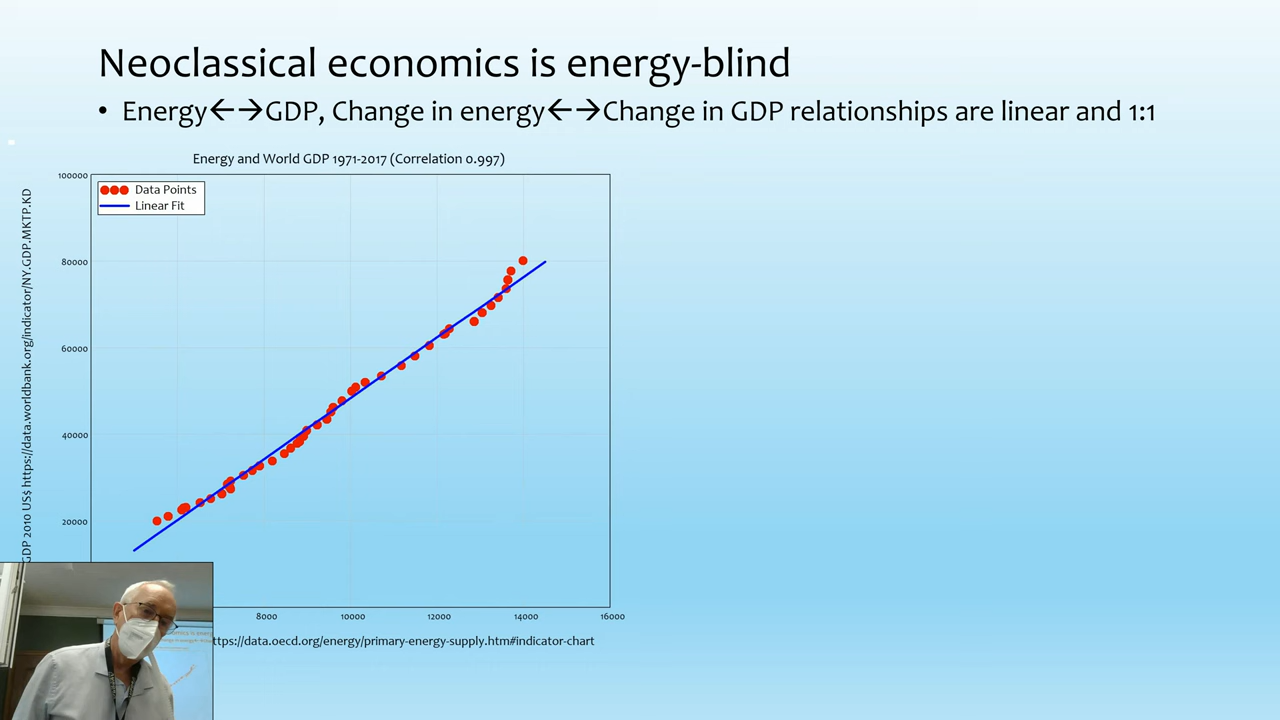 Neoclassical economics is energy-blind
• Energy←→GDP, Change in energy←→Change in GDP relationships are linear and 1:1
Energy and World GDP 1971-2017 (Correlation 0.997)
Data Points
Linear Fit
GDP 2010 US$ https://data.worldbank.org/indicator/NY.GDP.MKTP.KD
100000
80000
60000
40000
20000
8000
10000
12000
14000
16000
ttps://data.oecd.org/energy/primary-energy-supply.htm#indicator-chart